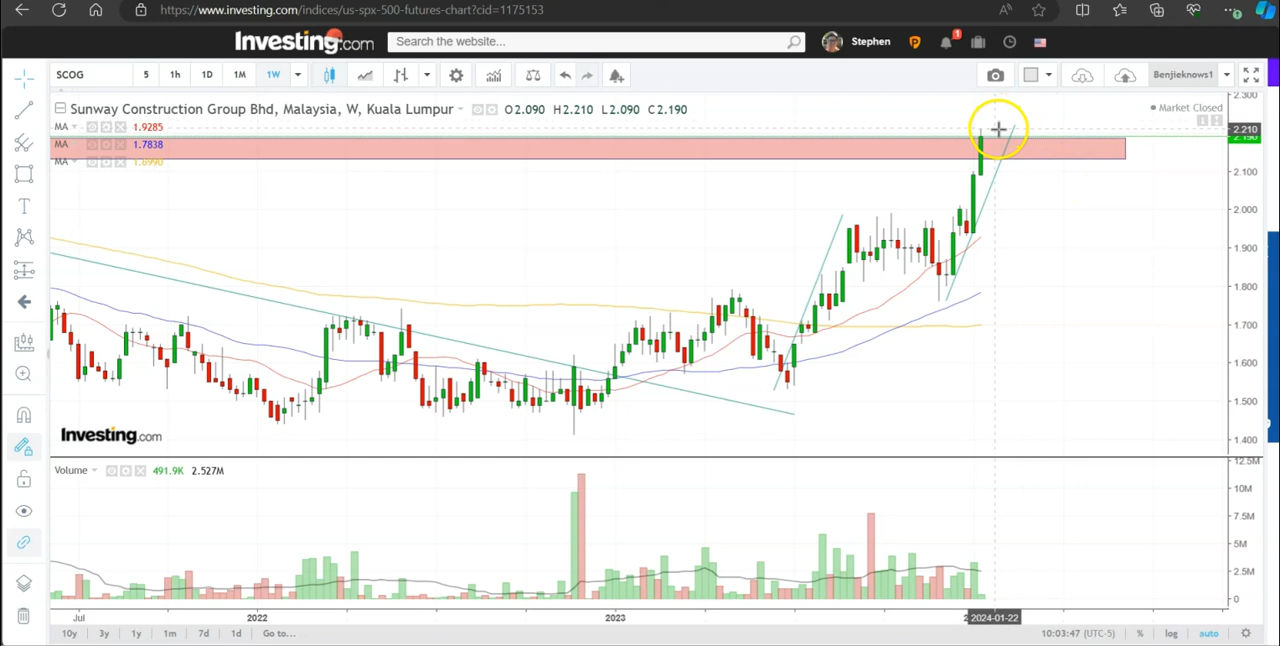 https://www.investing.com/indices/us-spx-500-futures-chart?cid=1175153
Investing.com
Search the website...
Stephen
1
SCOG
5 1h 1D 1M 1W
Benjieknows1
Sunway Construction Group Bhd, Malaysia, W, Kuala Lumpur O2.090 H2.210 L2.090 C2.190
Market Closed
MA 1.9285
MA 1.7838
MA 1.6990
2.300
2.210
2.190
2.100
2.000
1.900
1.800
1.700
1.600
1.500
1.400
Investing.com
Volume 491.9K 2.527M
12.5M
10M
7.5M
5M
2.5M
0
Jul 2022 2023 2024-01-22
10y 3y 1y 1m 7d 1d Go to...
10:03:47 (UTC-5) % log auto